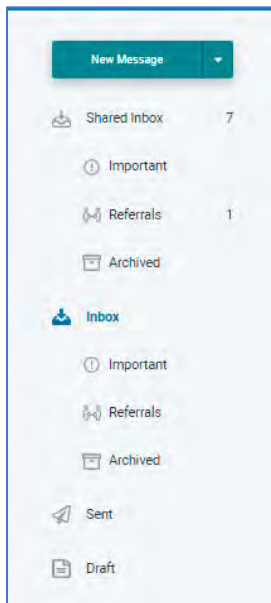 New Message
Shared Inbox 7
Important
Referrals 1
Archived
Inbox
Important
Referrals
Archived
Sent
Draft